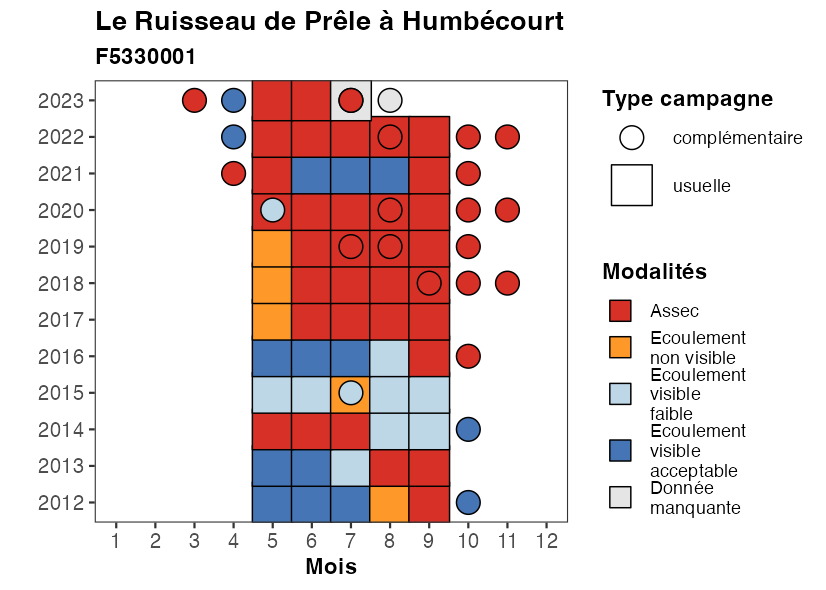 Le Ruisseau de Prêle à Humbécourt
F5330001
2023
2022
2021
2020
2019
2018
2017
2016
2015
2014
2013
2012
1 2 3 4 5 6 7 8 9 10 11 12
Mois
Type campagne
complémentaire
usuelle
Modalités
Assec
Ecoulement
non visible
Ecoulement
visible
faible
Ecoulement
visible
acceptable
Donnée
manquante